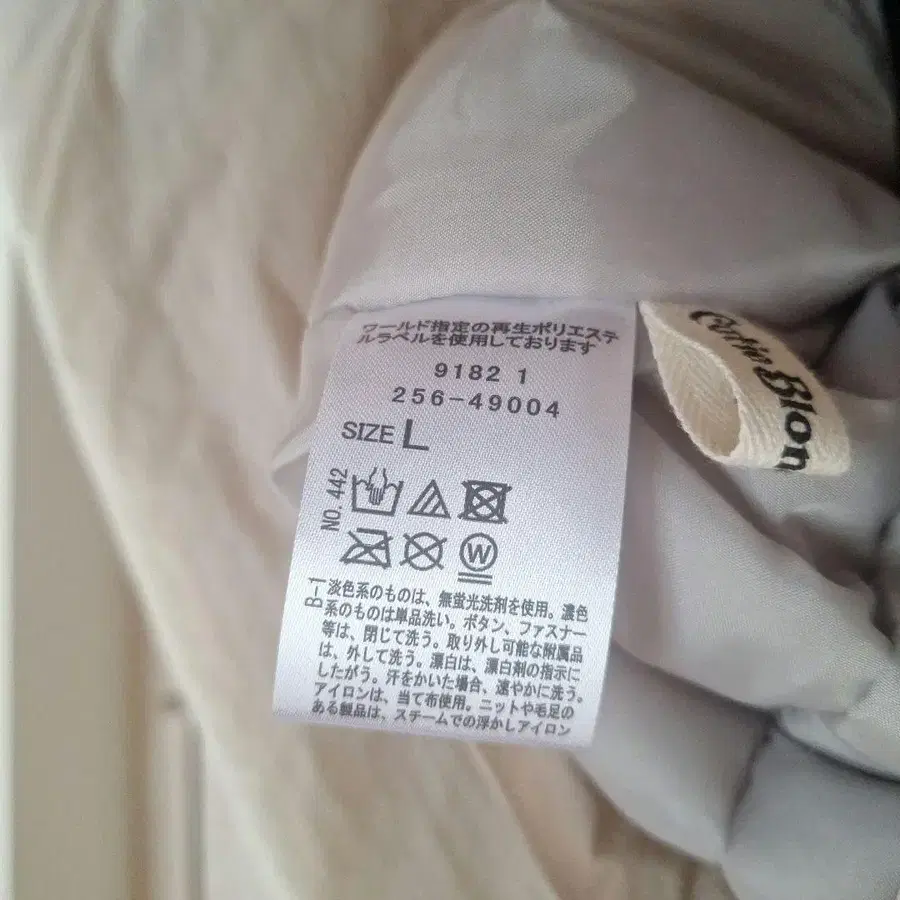 ワールド指定の再生ポリエステ
ルラベルを使用しております
9182 1
256-49004
SIZE L
NO. 442
W
B-1
淡色系のものは、無蛍光洗剤を使用。濃色
系のものは単品洗い。ボタン、ファスナー
等は、閉じて洗う。取り外し可能な附属品
は、外して洗う。漂白は、漂白剤の指示に
したがう。汗をかいた場合、速やかに洗う。
アイロンは、当て布使用。ニットや毛足の
ある製品は、スチームでの浮かしアイロン
Blon